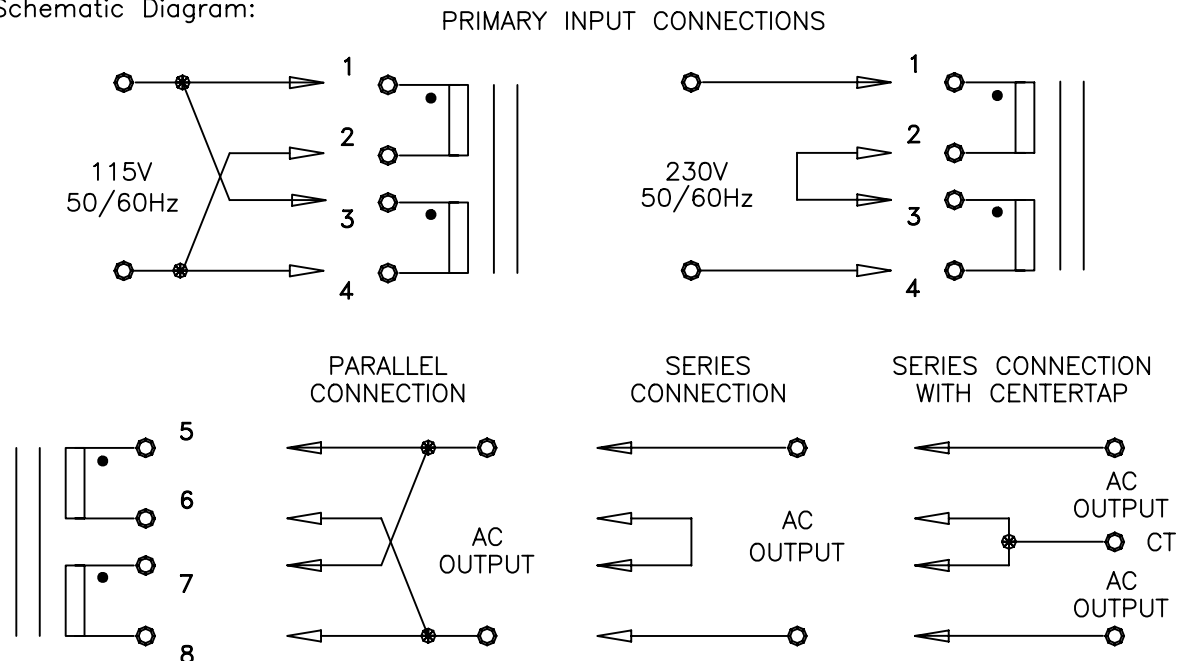 Schematic Diagram:
PRIMARY INPUT CONNECTIONS
1
2
3
4
115V
50/60Hz
1
2
3
4
230V
50/60Hz
PARALLEL
CONNECTION
SERIES
CONNECTION
SERIES CONNECTION
WITH CENTERTAP
5
6
7
8
AC
OUTPUT
AC
OUTPUT
AC
OUTPUT
CT
AC
OUTPUT